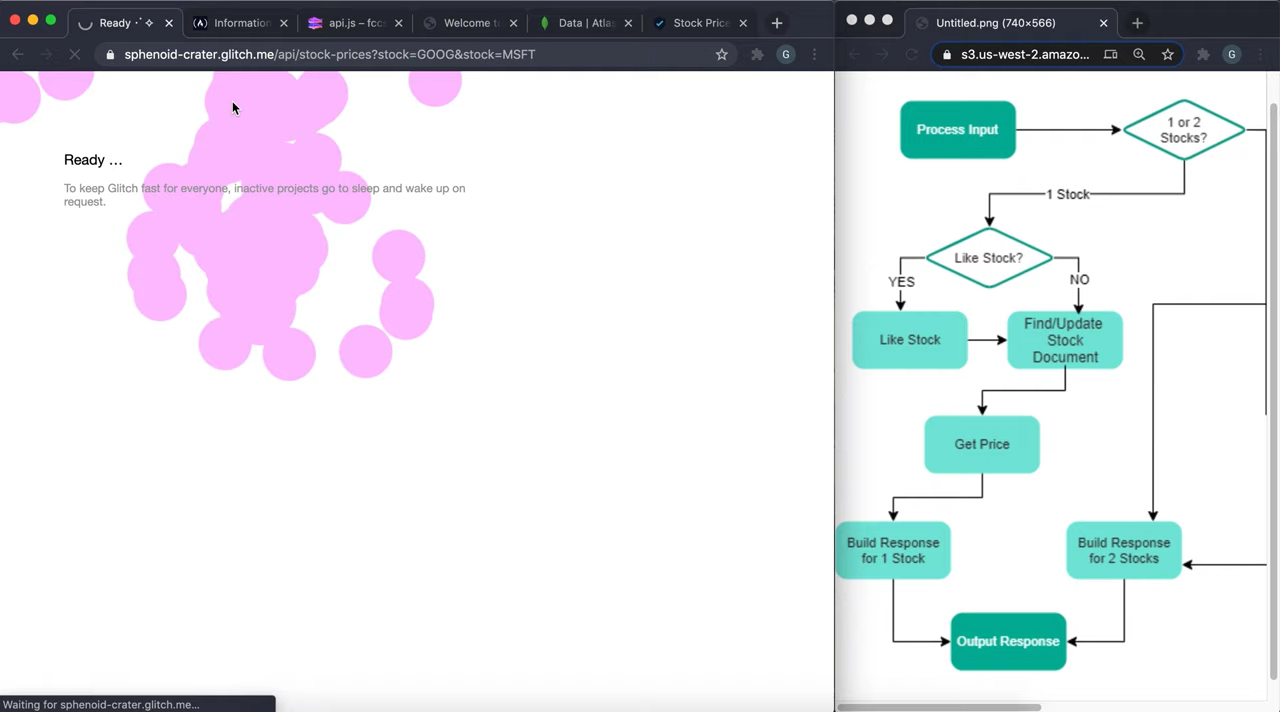 Ready
Information
api.js – fccs
Welcome t
Data | Atlas
Stock Price
sphenoid-crater.glitch.me/api/stock-prices?stock=GOOG&stock=MSFT
G
Ready …
To keep Glitch fast for everyone, inactive projects go to sleep and wake up on
request.
Waiting for sphenoid-crater.glitch.me...
Untitled.png (740×566)
s3.us-west-2.amazo...
G
Process Input
1 or 2
Stocks?
1 Stock
Like Stock?
YES
NO
Like Stock
Find/Update
Stock
Document
Get Price
Build Response
for 1 Stock
Build Response
for 2 Stocks
Output Response